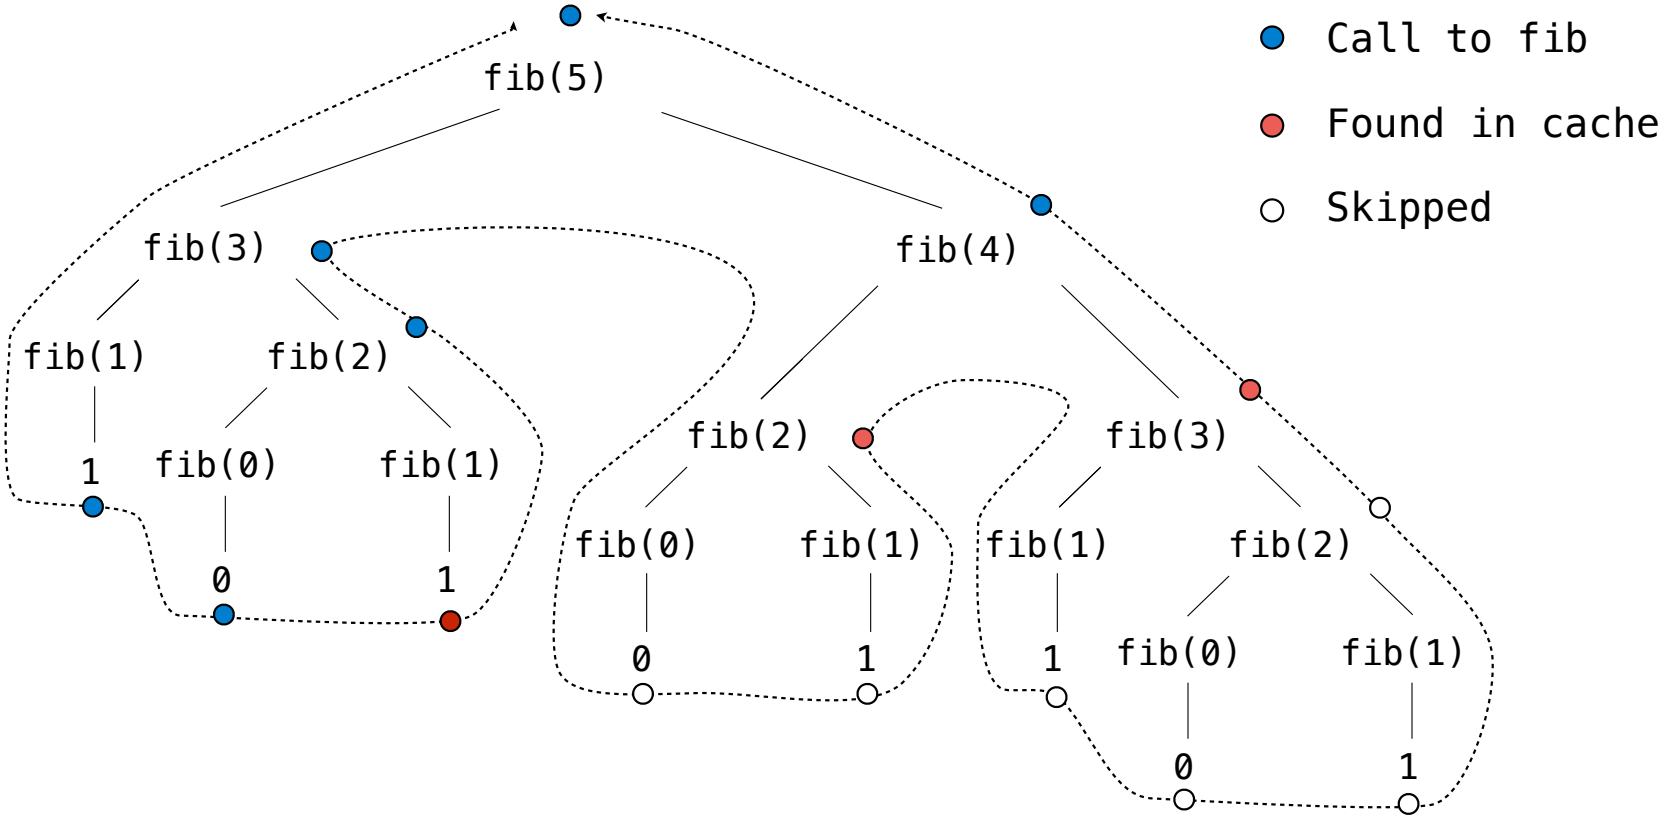 Call to fib
fib(5)
Found in cache
Skipped
fib(3)
fib(4)
fib(1)
fib(2)
fib(2)
fib(3)
1
fib(0)
fib(1)
fib(0)
fib(1)
fib(1)
fib(2)
0
1
0
1
1
fib(0)
fib(1)
0
1